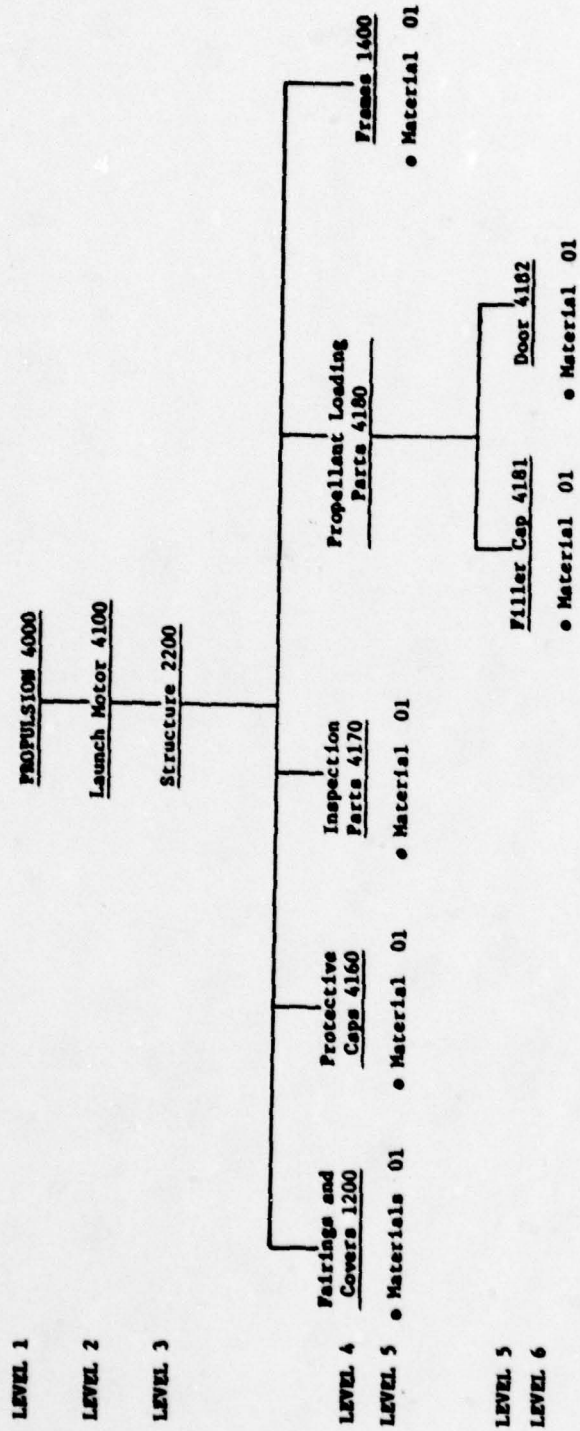 LEVEL 1
PROPULSION 4000
LEVEL 2
Launch Motor 4100
LEVEL 3
Structure 2200
LEVEL 4
Fairings and
Covers 1200
Protective
Caps 4160
Inspection
Parts 4170
Propellant Loading
Parts 4180
Frames 1400
LEVEL 5
• Materials 01
• Material 01
• Material 01
• Material 01
LEVEL 5
Filler Cap 4181
Door 4182
LEVEL 6
• Material 01
• Material 01